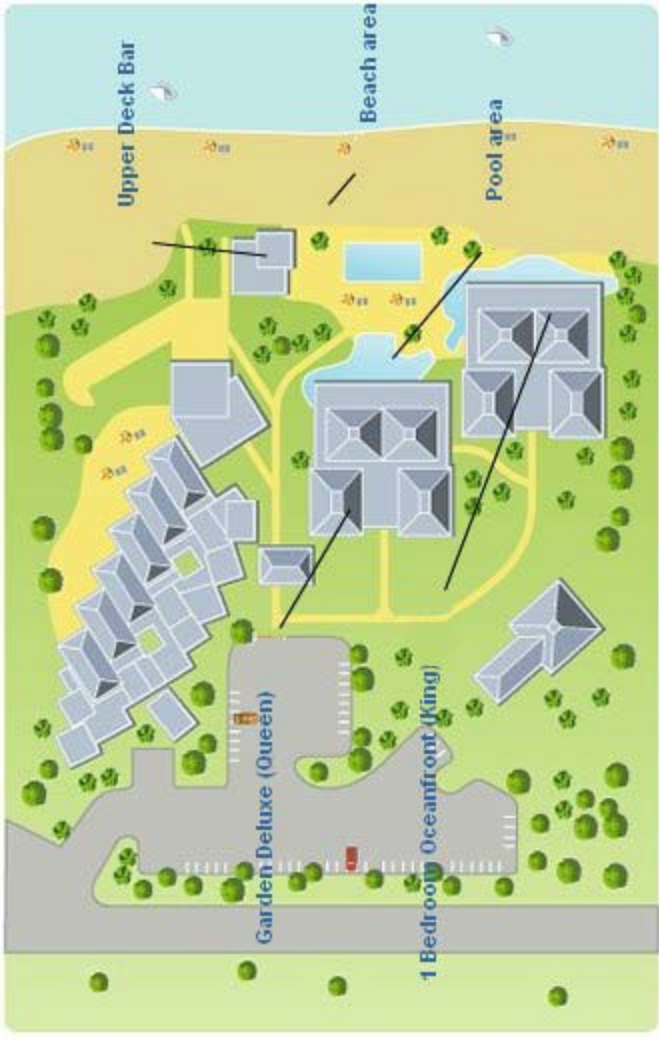 Upper Deck Bar
Beach area
Pool area
Garden Deluxe (Queen)
1 Bedroom Oceanfront (King)